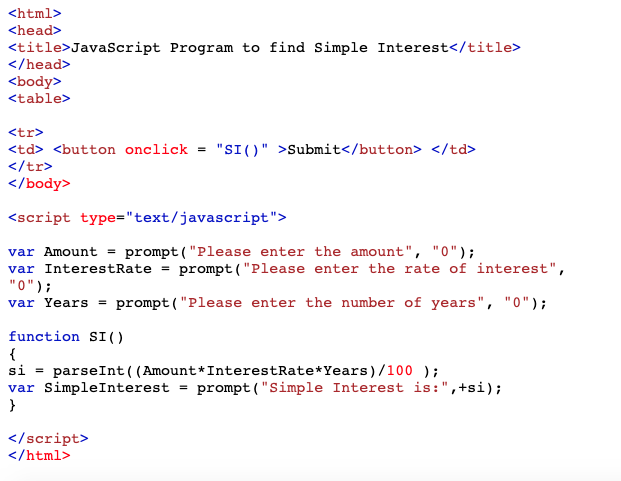 <html>
<head>
<title>JavaScript Program to find Simple Interest</title>
</head>
<body>
<table>
<tr>
<td> <button onclick = "SI()" >Submit</button> </td>
</tr>
</body>
<script type="text/javascript">
var Amount = prompt("Please enter the amount", "0");
var InterestRate = prompt("Please enter the rate of interest",
"0");
var Years = prompt("Please enter the number of years", "0");
function SI()
{
si = parseInt((Amount*InterestRate*Years)/100 );
var SimpleInterest = prompt("Simple Interest is:",+si);
}
</script>
</html>